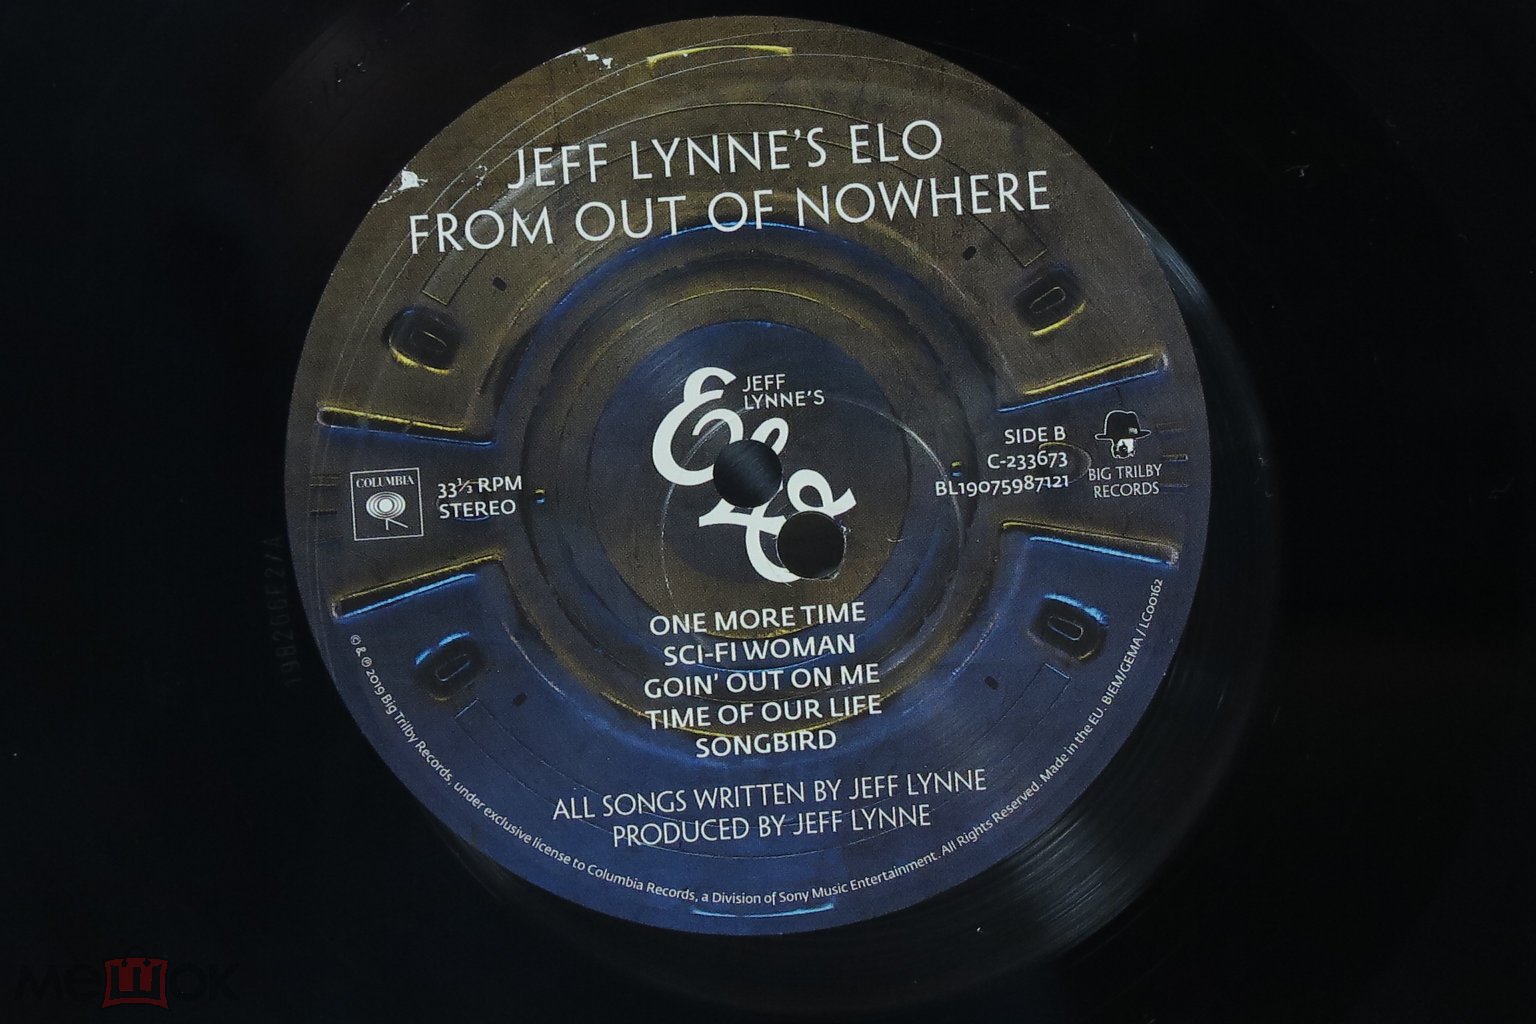 JEFF LYNNE'S ELO
FROM OUT OF NOWHERE
JEFF
LYNNE'S
ELO
COLUMBIA
33⅓ RPM
STEREO
SIDE B
C-233673
BL19075987121
BIG TRILBY
RECORDS
ONE MORE TIME
SCI-FI WOMAN
GOIN' OUT ON ME
TIME OF OUR LIFE
SONGBIRD
ALL SONGS WRITTEN BY JEFF LYNNE
PRODUCED BY JEFF LYNNE
© & ℗ 2019 Big Trilby Records, under exclusive license to Columbia Records, a Division of Sony Music Entertainment. All Rights Reserved. Made in the EU. BIEM/GEMA / LC00162
мешок